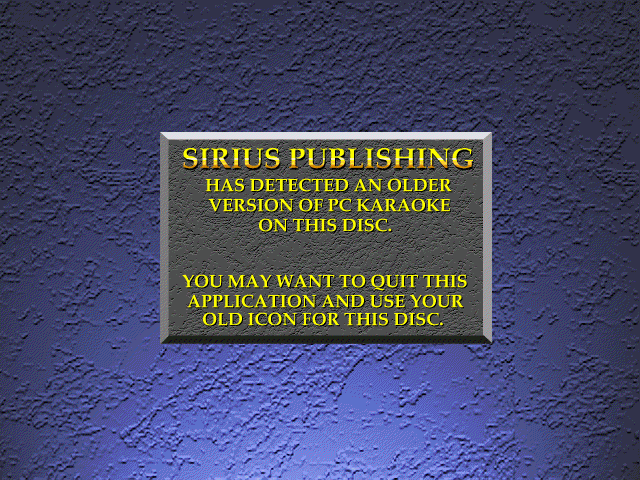 SIRIUS PUBLISHING
HAS DETECTED AN OLDER
VERSION OF PC KARAOKE
ON THIS DISC.
YOU MAY WANT TO QUIT THIS
APPLICATION AND USE YOUR
OLD ICON FOR THIS DISC.